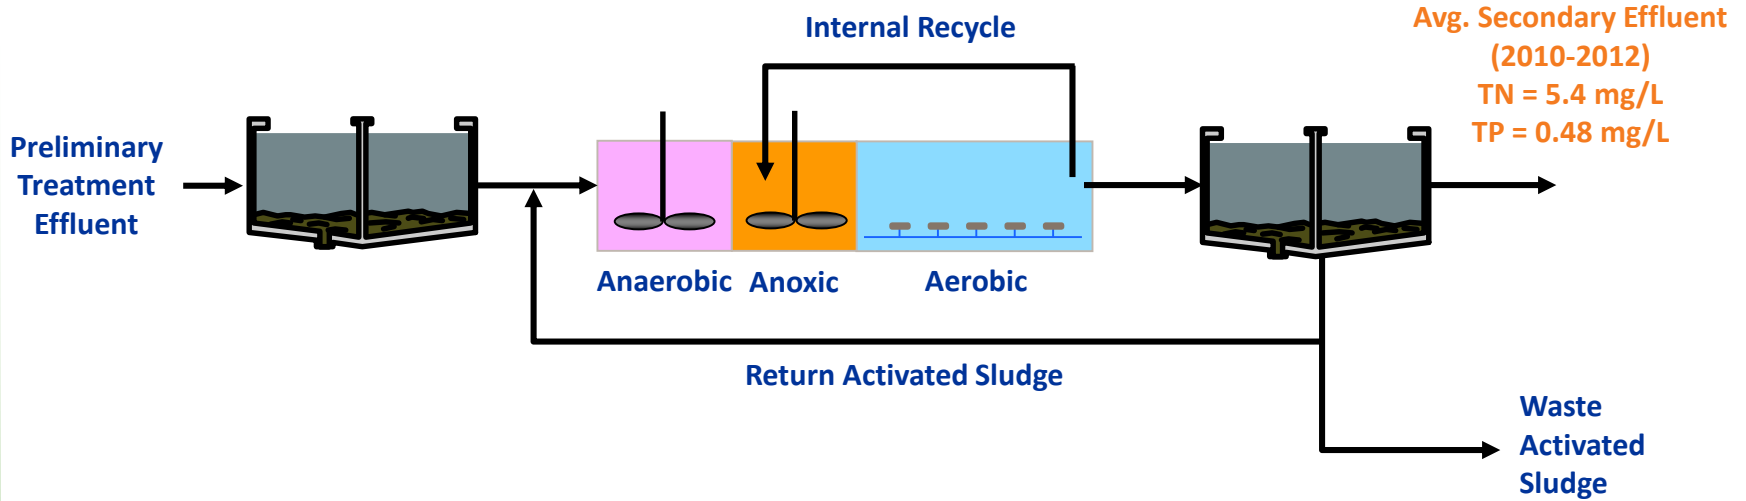 Internal Recycle
Avg. Secondary Effluent
(2010-2012)
TN = 5.4 mg/L
TP = 0.48 mg/L
Preliminary
Treatment
Effluent
Anaerobic
Anoxic
Aerobic
Return Activated Sludge
Waste
Activated
Sludge